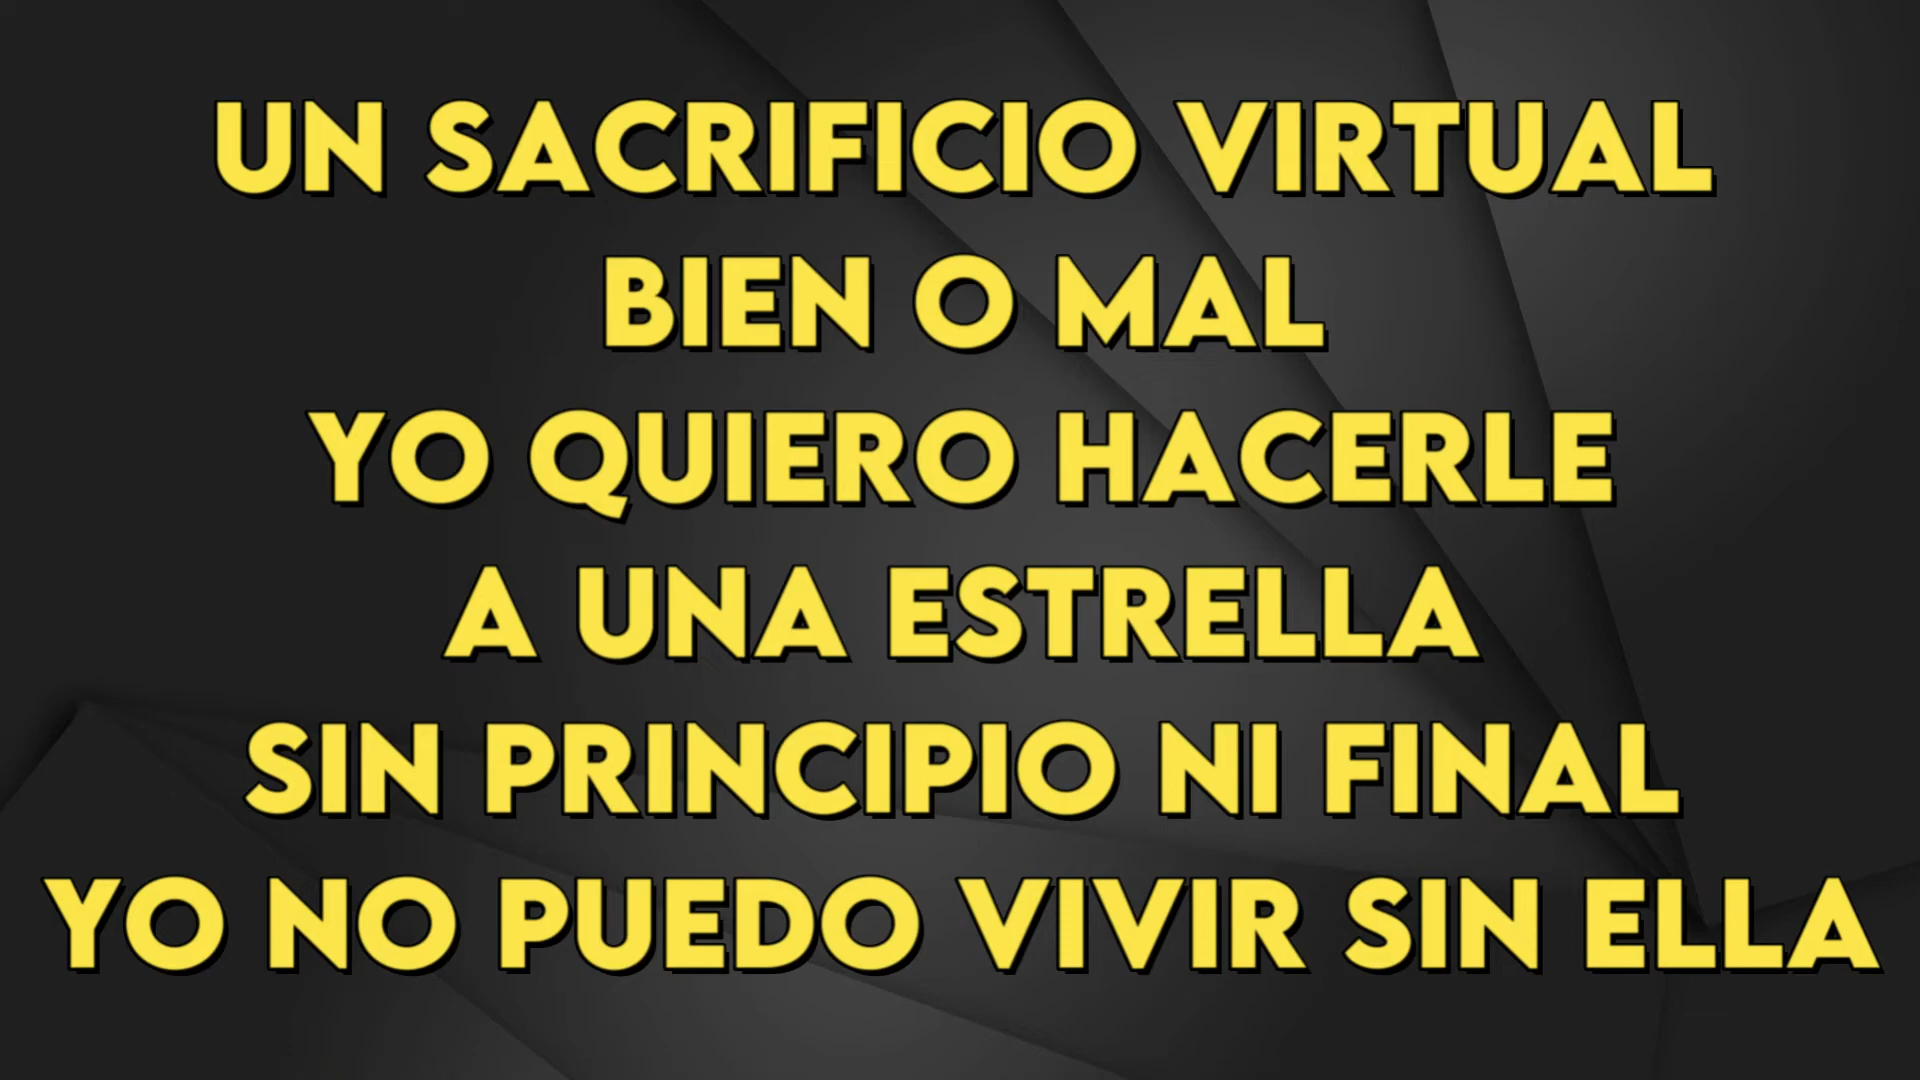 UN SACRIFICIO VIRTUAL
BIEN O MAL
YO QUIERO HACERLE
A UNA ESTRELLA
SIN PRINCIPIO NI FINAL
YO NO PUEDO VIVIR SIN ELLA